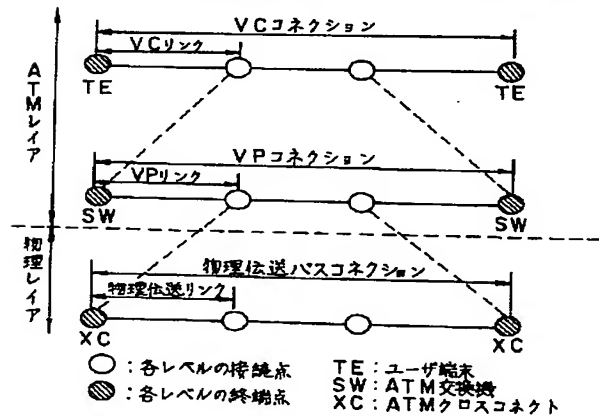 VCコネクション
VCリンク
TE
TE
ATMレイア
VPコネクション
VPリンク
SW
SW
物理レイア
物理伝送パスコネクション
物理伝送リンク
XC
XC
○：各レベルの接続点
：各レベルの終端点
TE：ユーザ端末
SW：ATM交換機
XC：ATMクロスコネクト